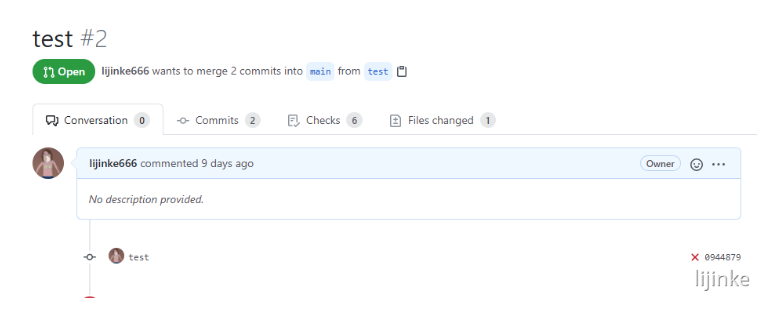 test #2
Open lijinke666 wants to merge 2 commits into main from test
Conversation 0 Commits 2 Checks 6 Files changed 1
lijinke666 commented 9 days ago Owner
No description provided.
test 0944879
lijinke